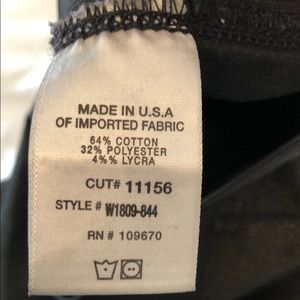 MADE IN U.S.A
OF IMPORTED FABRIC
64% COTTON
32% POLYESTER
4%% LYCRA
CUT# 11156
STYLE # W1809-844
RN # 109670